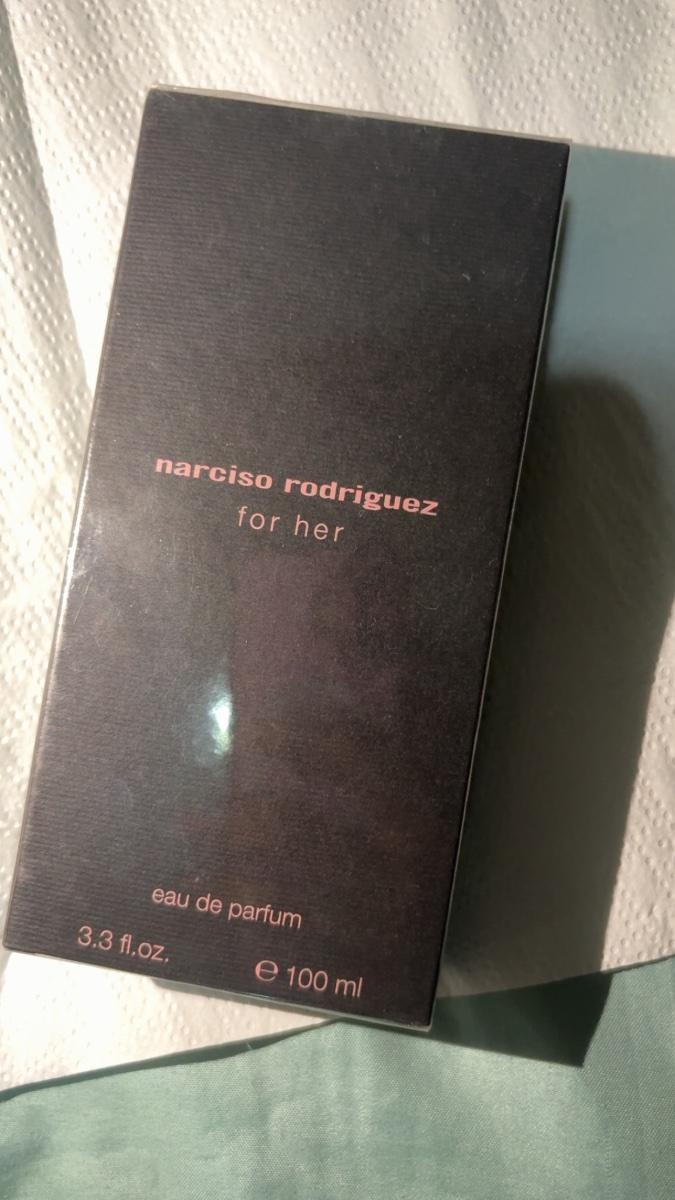 narciso rodriguez
for her
eau de parfum
3.3 fl.oz.
℮ 100 ml